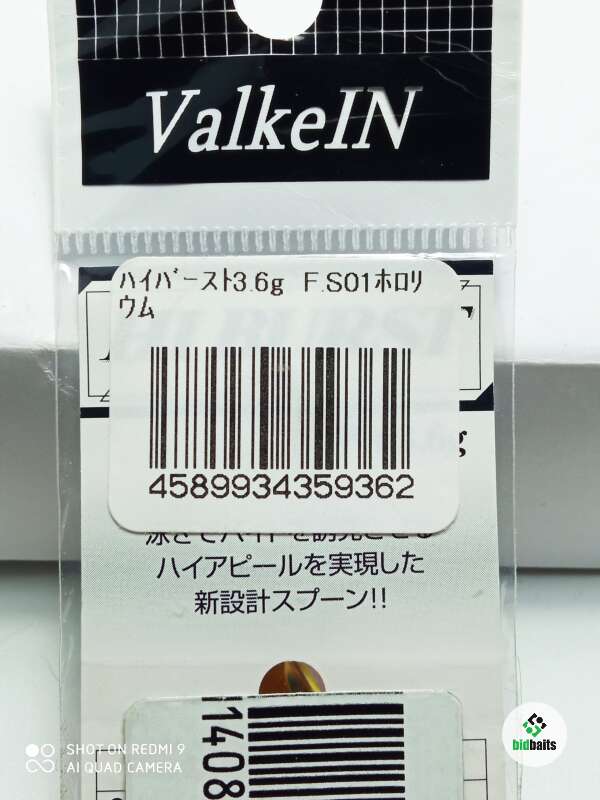 ValkeIN
ﾊｲﾊﾞｰｽﾄ3.6g F.S01ﾎﾛﾘ
ｳﾑ
4589934359362
ハイアピールを実現した
新設計スプーン!!
1408
SHOT ON REDMI 9
AI QUAD CAMERA
bidbaits